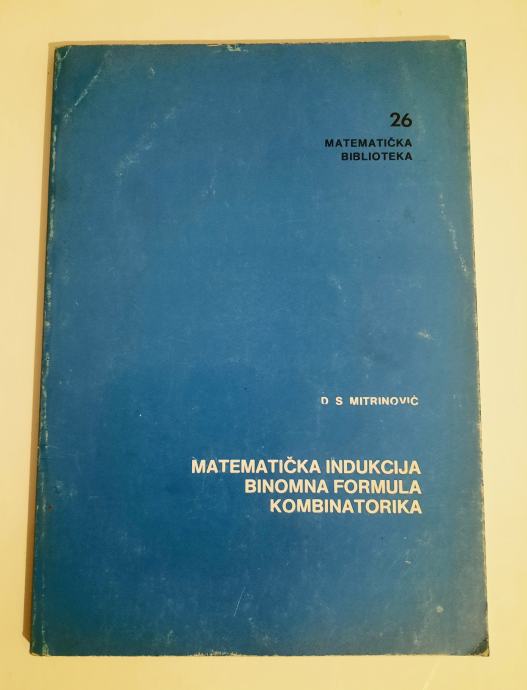 26
MATEMATIČKA
BIBLIOTEKA
D S MITRINOVIĆ
MATEMATIČKA INDUKCIJA
BINOMNA FORMULA
KOMBINATORIKA